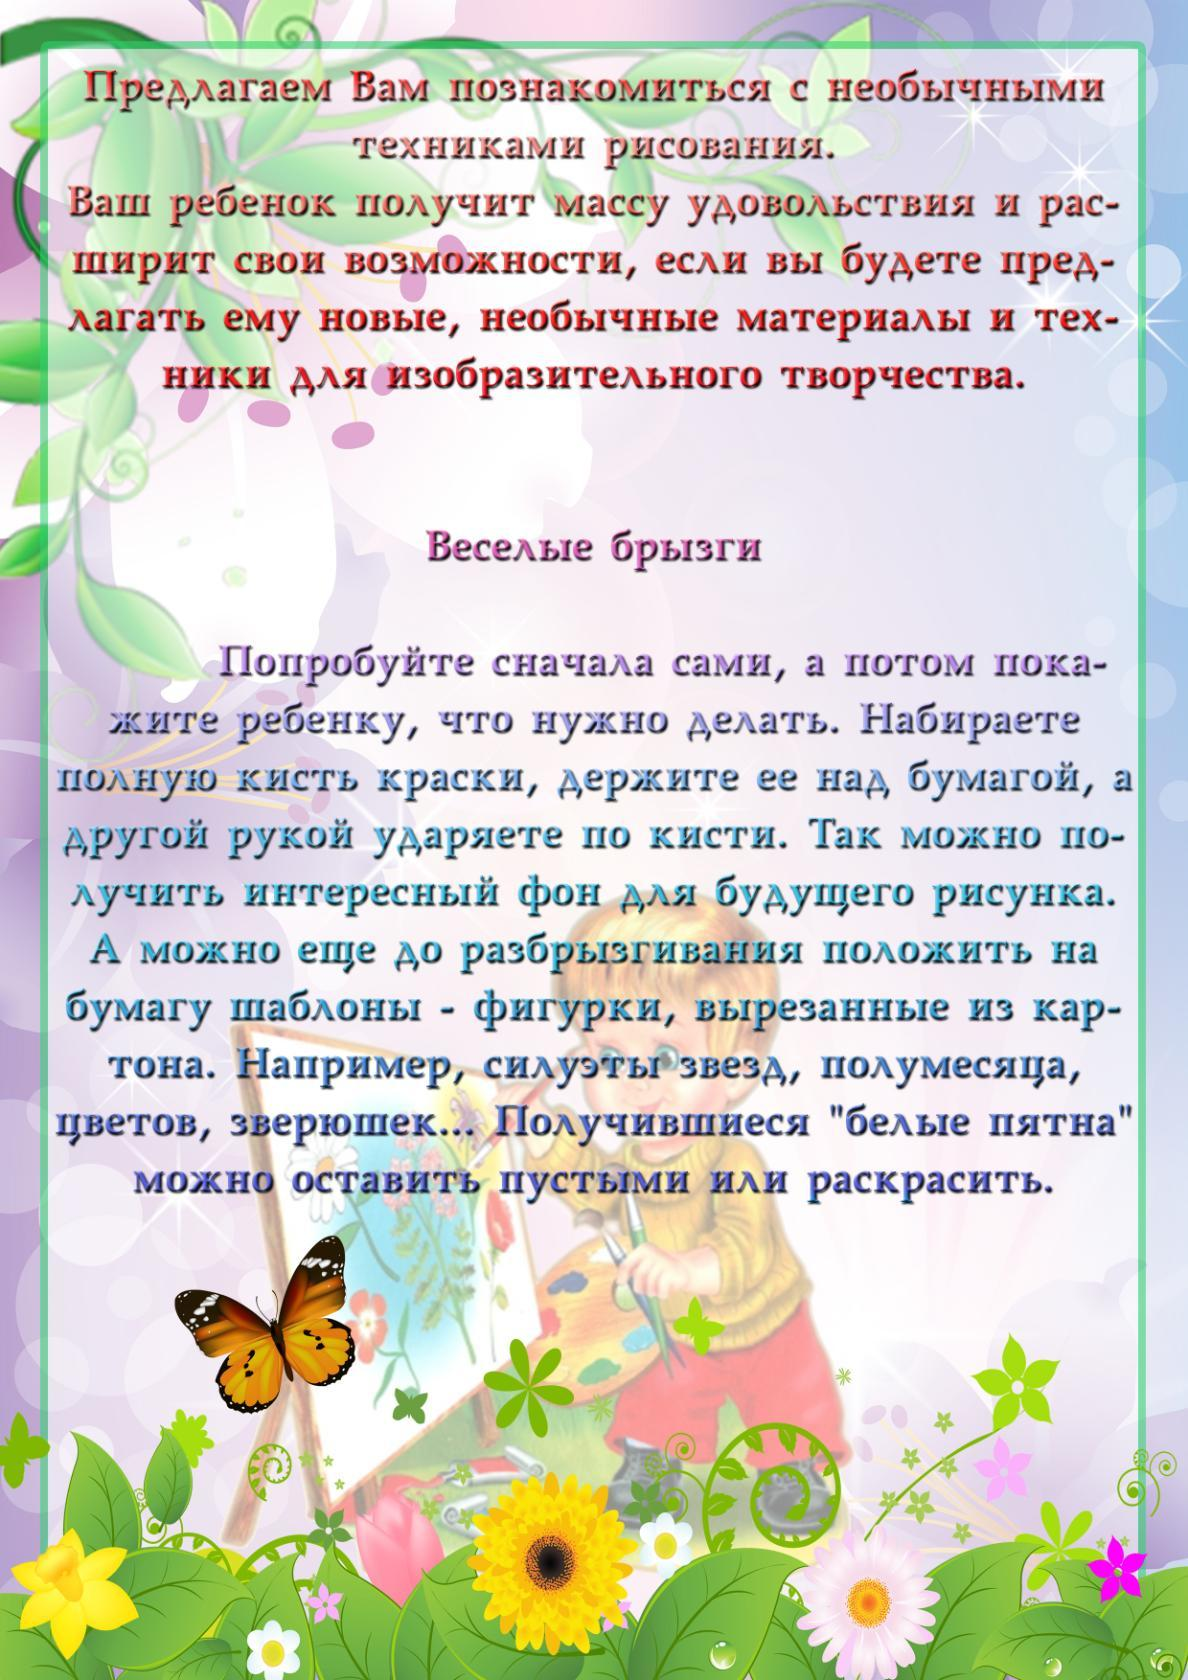 Предлагаем Вам познакомиться с необычными
техниками рисования.
Ваш ребенок получит массу удовольствия и рас-
ширит свои возможности, если вы будете пред-
лагать ему новые, необычные материалы и тех-
ники для изобразительного творчества.
Веселые брызги
Попробуйте сначала сами, а потом пока-
жите ребенку, что нужно делать. Набираете
полную кисть краски, держите ее над бумагой, а
другой рукой ударяете по кисти. Так можно по-
лучить интересный фон для будущего рисунка.
А можно еще до разбрызгивания положить на
бумагу шаблоны - фигурки, вырезанные из кар-
тона. Например, силуэты звезд, полумесяца,
цветов, зверюшек... Получившиеся "белые пятна"
можно оставить пустыми или раскрасить.